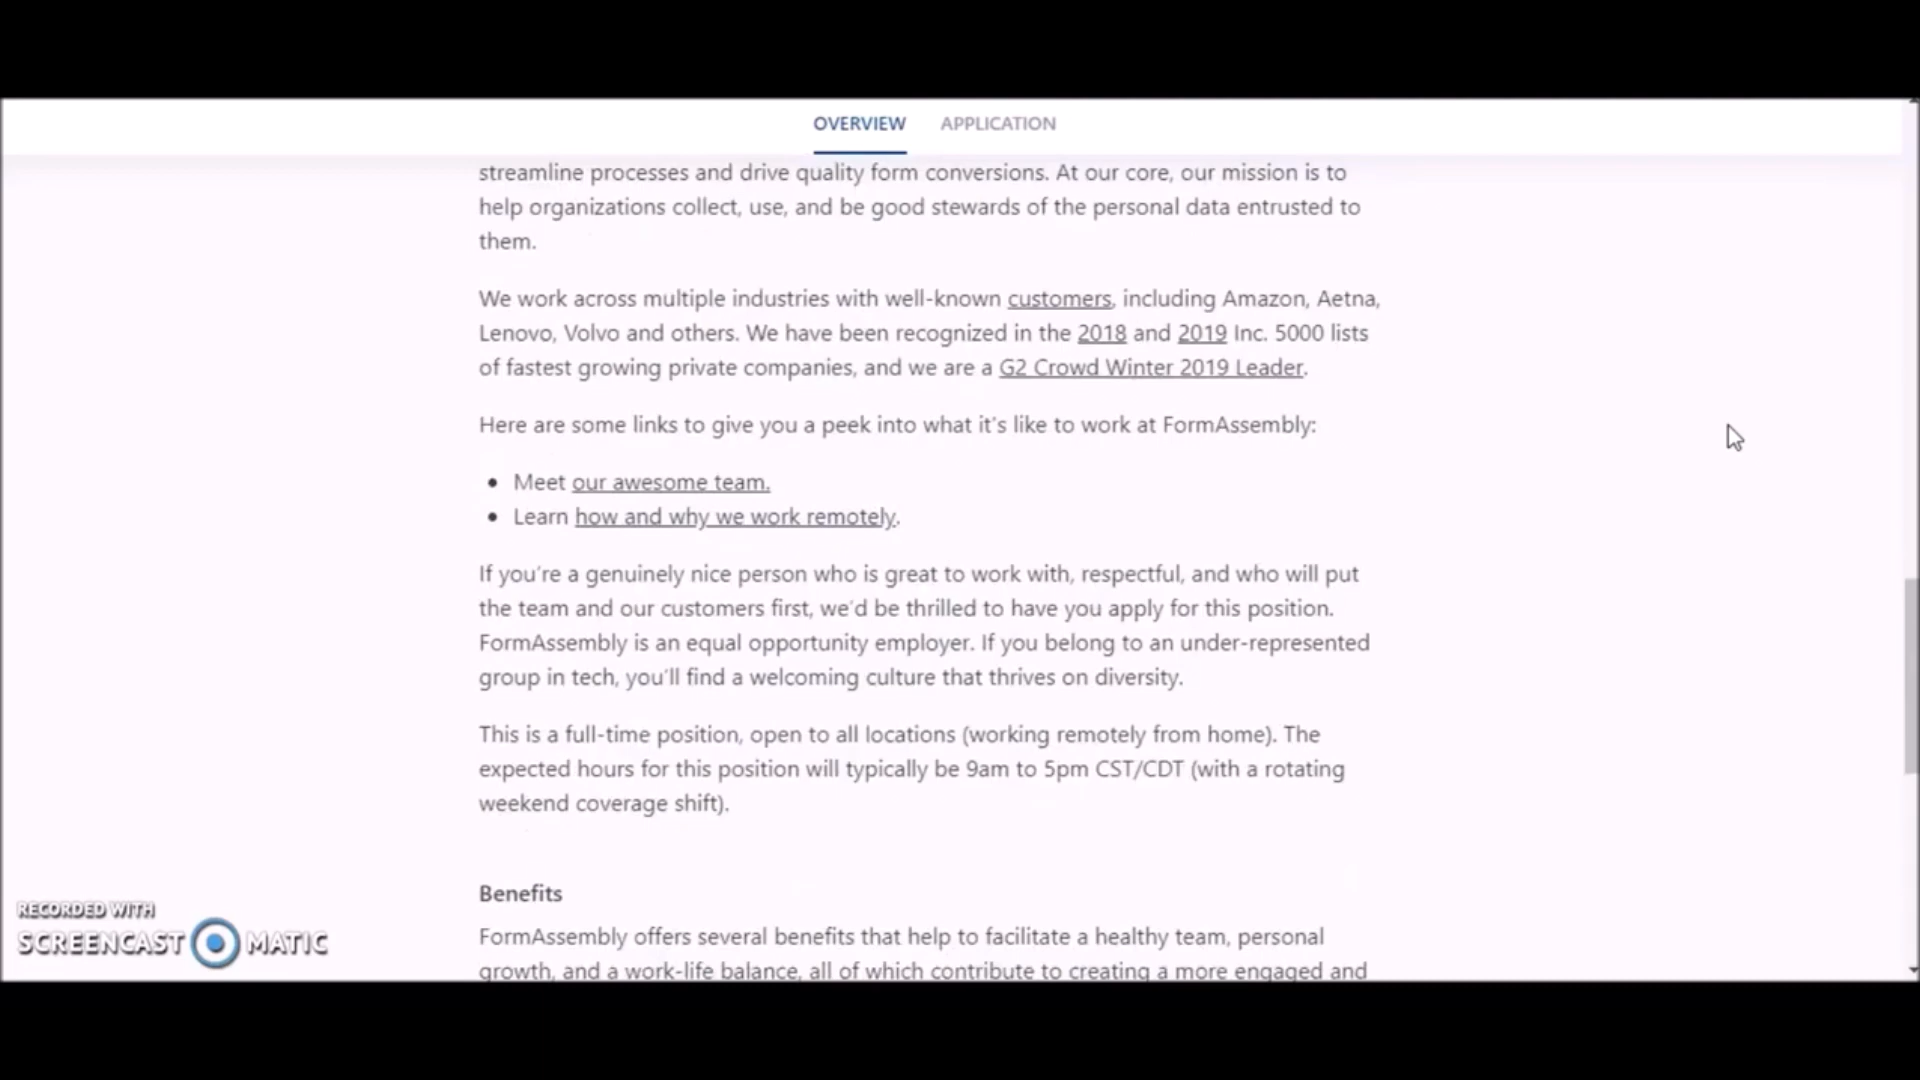 OVERVIEW APPLICATION
streamline processes and drive quality form conversions. At our core, our mission is to
help organizations collect, use, and be good stewards of the personal data entrusted to
them.
We work across multiple industries with well-known customers, including Amazon, Aetna,
Lenovo, Volvo and others. We have been recognized in the 2018 and 2019 Inc. 5000 lists
of fastest growing private companies, and we are a G2 Crowd Winter 2019 Leader.
Here are some links to give you a peek into what it's like to work at FormAssembly:
• Meet our awesome team.
• Learn how and why we work remotely.
If you're a genuinely nice person who is great to work with, respectful, and who will put
the team and our customers first, we'd be thrilled to have you apply for this position.
FormAssembly is an equal opportunity employer. If you belong to an under-represented
group in tech, you'll find a welcoming culture that thrives on diversity.
This is a full-time position, open to all locations (working remotely from home). The
expected hours for this position will typically be 9am to 5pm CST/CDT (with a rotating
weekend coverage shift).
Benefits
FormAssembly offers several benefits that help to facilitate a healthy team, personal
growth, and a work-life balance, all of which contribute to creating a more engaged and
RECORDED WITH
SCREENCAST MATIC